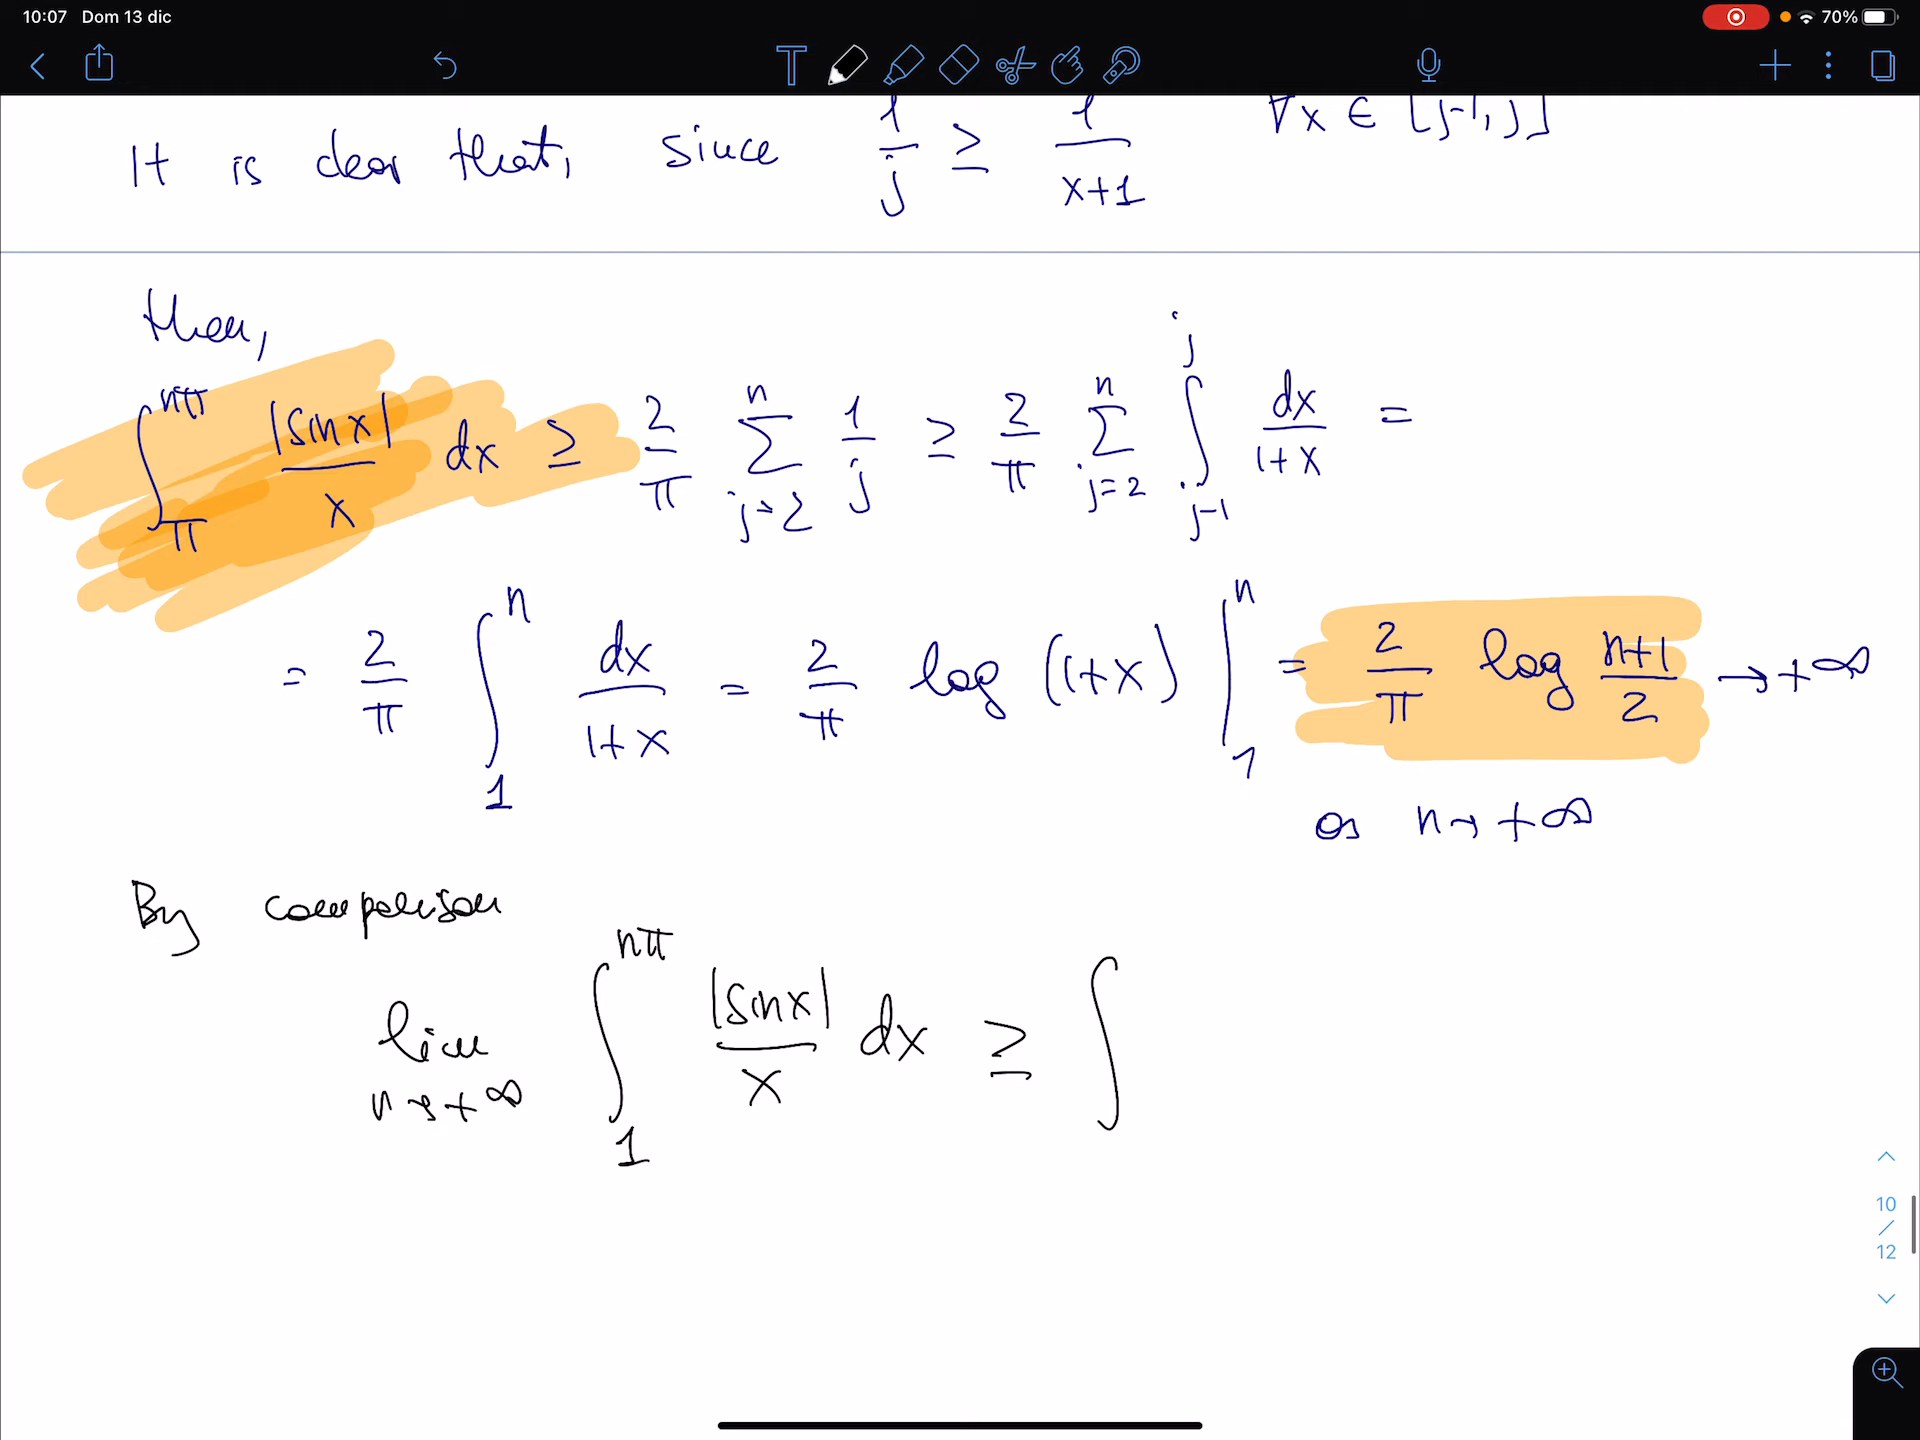 10:07 Dom 13 dic 70%
It is clear that, since 1/j ≥ 1/(x+1) ∀x ∈ [j-1, j]
then,
∫_π^{nπ} |sin x|/x dx ≥ 2/π ∑_{j=2}^{n} 1/j ≥ 2/π ∑_{j=2}^{n} ∫_{j-1}^{j} dx/(1+x) =
= 2/π ∫_1^n dx/(1+x) = 2/π log (1+x) |_1^n = 2/π log (n+1)/2 → +∞
as n→+∞
By comparison
lim_{n→+∞} ∫_1^{nπ} |sin x|/x dx ≥ ∫
10
/
12